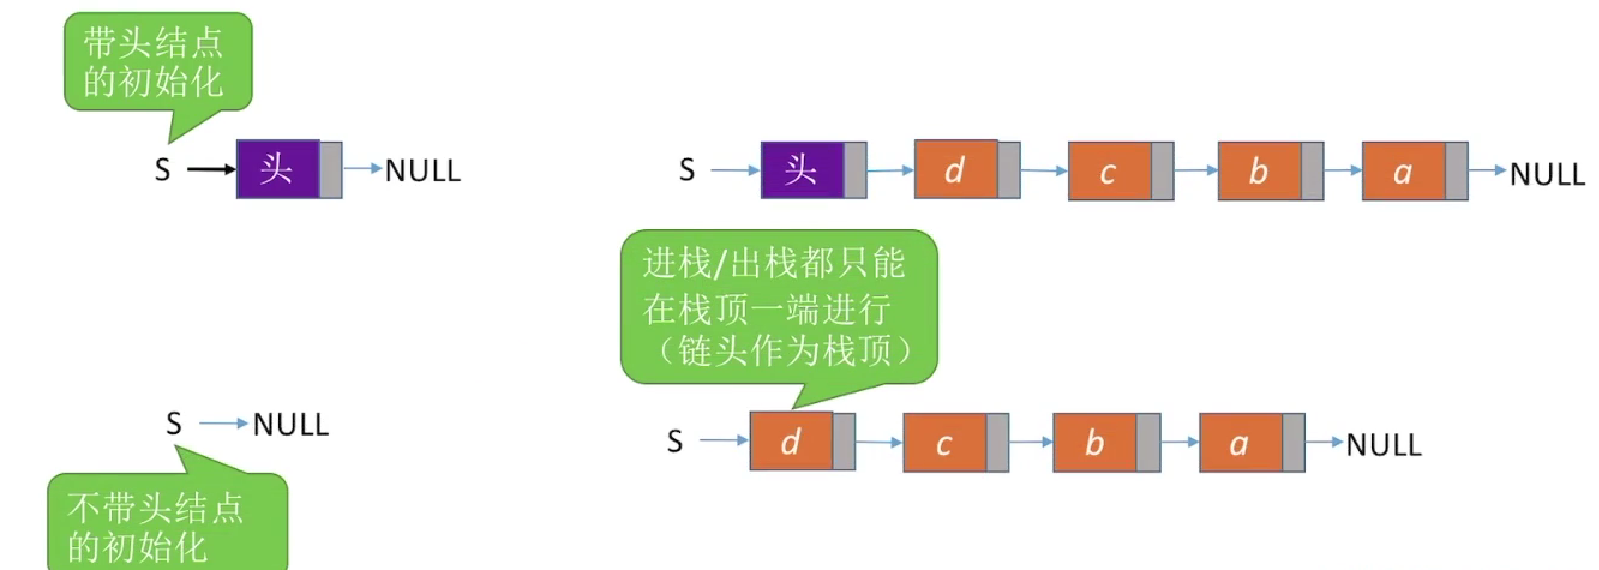 带头结点
的初始化
S 头 NULL
S 头 d c b a NULL
进栈/出栈都只能
在栈顶一端进行
（链头作为栈顶）
S NULL
S d c b a NULL
不带头结点
的初始化